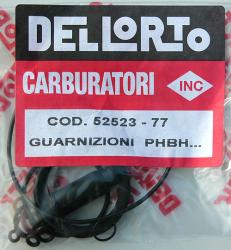 DELLORTO
CARBURATORI INC
COD. 52523 - 77
GUARNIZIONI PHBH...